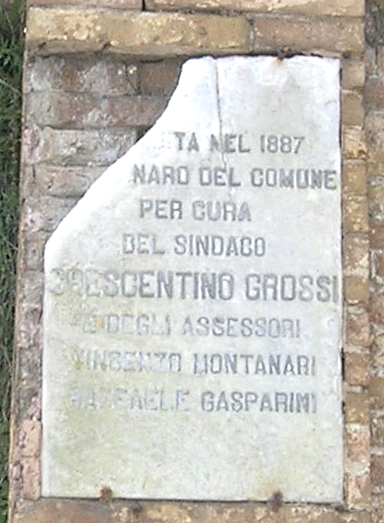 TA NEL 1887
NARO DEL COMUNE
PER CURA
DEL SINDACO
CRESCENTINO GROSSI
E DEGLI ASSESSORI
VINCENZO MONTANARI
RAFFAELE GASPARINI